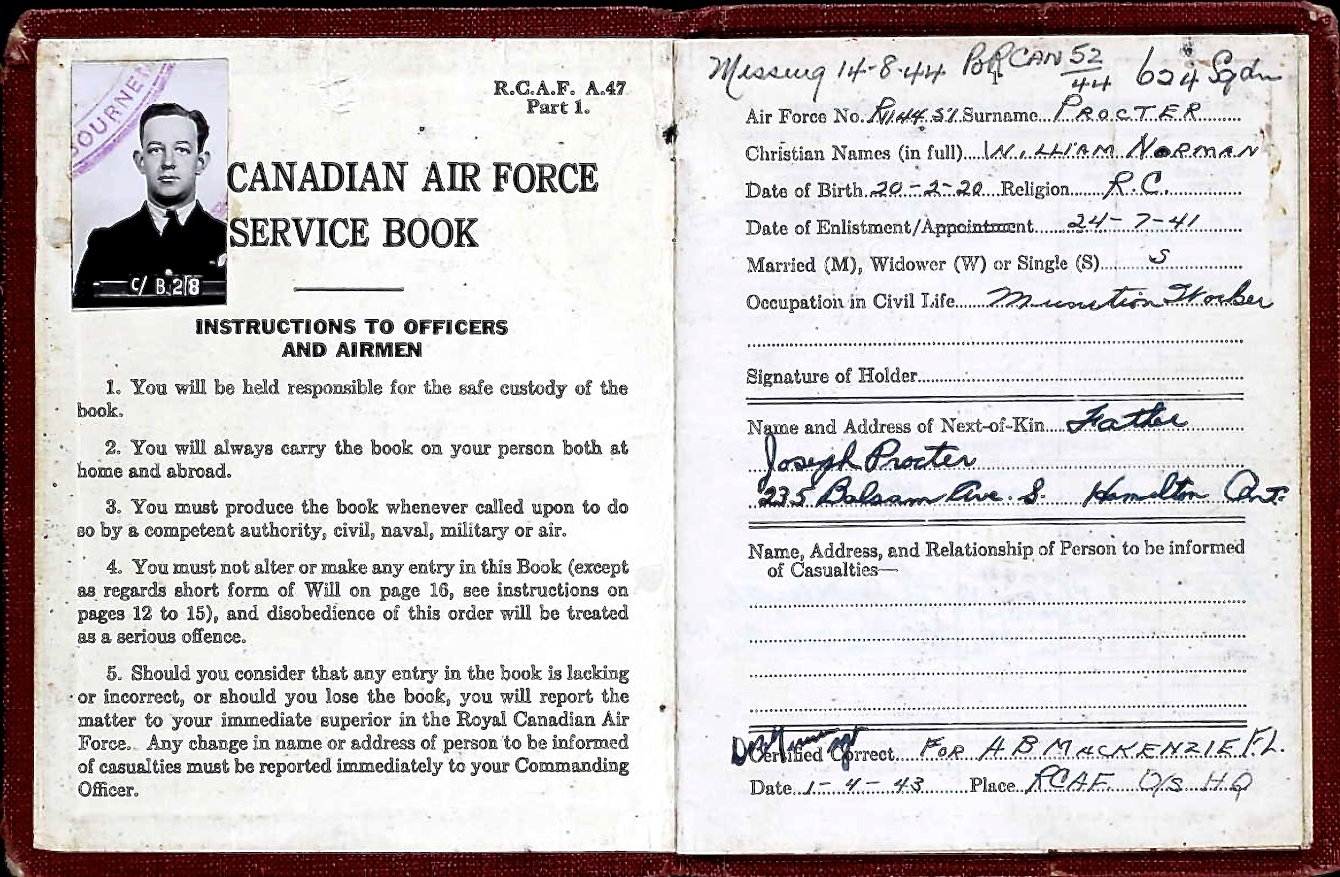 BOURNE
C/ B.28
R.C.A.F. A.47
Part 1.
CANADIAN AIR FORCE
SERVICE BOOK
INSTRUCTIONS TO OFFICERS
AND AIRMEN
1. You will be held responsible for the safe custody of the
book.
2. You will always carry the book on your person both at
home and abroad.
3. You must produce the book whenever called upon to do
so by a competent authority, civil, naval, military or air.
4. You must not alter or make any entry in this Book (except
as regards short form of Will on page 16, see instructions on
pages 12 to 15), and disobedience of this order will be treated
as a serious offence.
5. Should you consider that any entry in the book is lacking
or incorrect, or should you lose the book, you will report the
matter to your immediate superior in the Royal Canadian Air
Force. Any change in name or address of person to be informed
of casualties must be reported immediately to your Commanding
Officer.
Missing 14-8-44 CAN 52/44 624 Sqdn
Air Force No. Surname PROCTER
Christian Names (in full) WILLIAM NORMAN
Date of Birth 20-2-20 Religion R.C.
Date of Enlistment/Appointment 24-7-41
Married (M), Widower (W) or Single (S) S
Occupation in Civil Life Munition Worker
Signature of Holder
Name and Address of Next-of-Kin Father
Joseph Procter
235 Balsam Ave. S. Hamilton Ont.
Name, Address, and Relationship of Person to be informed
of Casualties—
Certified Correct FOR A.B. MACKENZIE F.L.
Date 1-4-43 Place RCAF. O/S H.Q